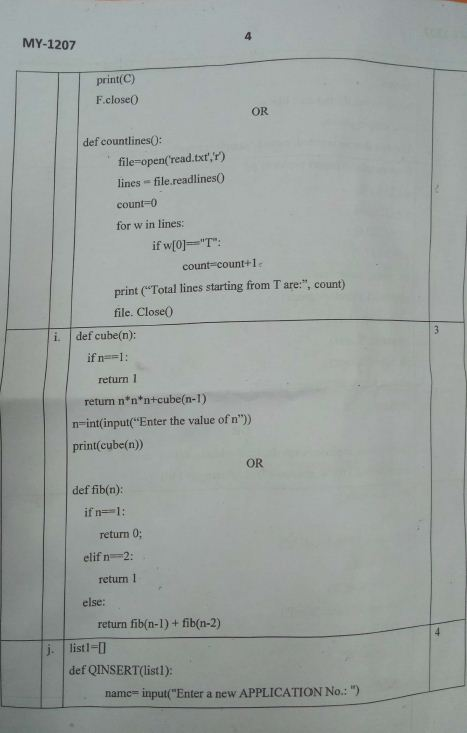 MY-1207
4
print(C)
F.close()
OR
def countlines():
file=open('read.txt','r')
lines = file.readlines()
count=0
for w in lines:
if w[0]=="T":
count=count+1
print (“Total lines starting from T are:”, count)
file. Close()
i. def cube(n): 3
if n==1:
return 1
return n*n*n+cube(n-1)
n=int(input(“Enter the value of n”))
print(cube(n))
OR
def fib(n):
if n==1:
return 0;
elif n==2:
return 1
else:
return fib(n-1) + fib(n-2)
j. list1=[] 4
def QINSERT(list1):
name= input("Enter a new APPLICATION No.: ")